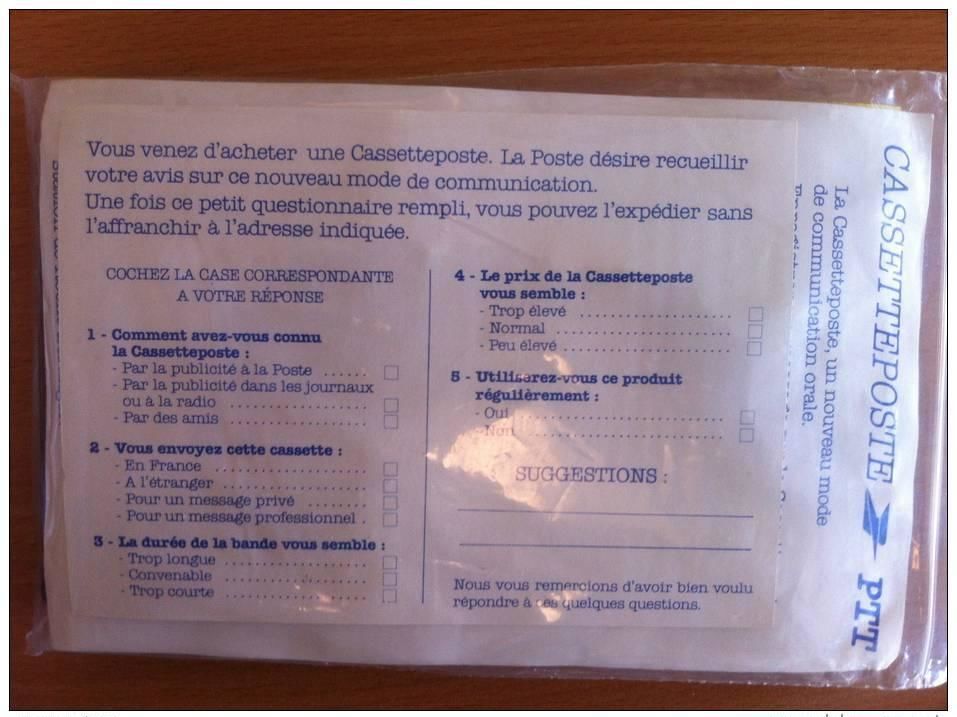 Vous venez d'acheter une Cassetteposte. La Poste désire recueillir
votre avis sur ce nouveau mode de communication.
Une fois ce petit questionnaire rempli, vous pouvez l'expédier sans
l'affranchir à l'adresse indiquée.
COCHEZ LA CASE CORRESPONDANTE
A VOTRE RÉPONSE
1 - Comment avez-vous connu
la Cassetteposte :
- Par la publicité à la Poste ......
- Par la publicité dans les journaux
ou à la radio ..................
- Par des amis ..................
2 - Vous envoyez cette cassette :
- En France ....................
- A l'étranger ...................
- Pour un message privé ........
- Pour un message professionnel .
3 - La durée de la bande vous semble :
- Trop longue ...................
- Convenable ...................
- Trop courte ...................
4 - Le prix de la Cassetteposte
vous semble :
- Trop élevé ......................
- Normal .........................
- Peu élevé ........................
5 - Utiliserez-vous ce produit
régulièrement :
- Oui ..............................
- Non ............................
SUGGESTIONS :
Nous vous remercions d'avoir bien voulu
répondre à ces quelques questions.
CASSETTEPOSTE PTT
La Cassetteposte, un nouveau mode
de communication orale.